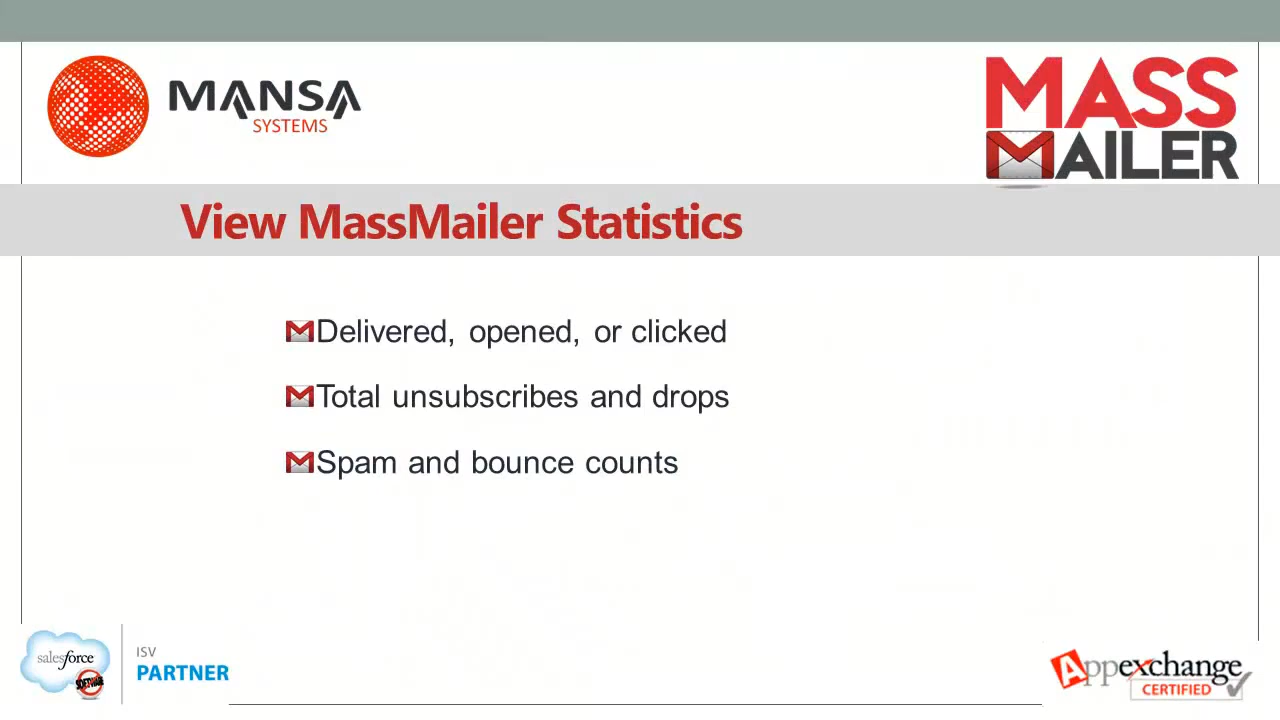 MANSA
SYSTEMS
MASS
MAILER
View MassMailer Statistics
Delivered, opened, or clicked
Total unsubscribes and drops
Spam and bounce counts
salesforce
SOFTWARE
ISV
PARTNER
Appexchange
CERTIFIED